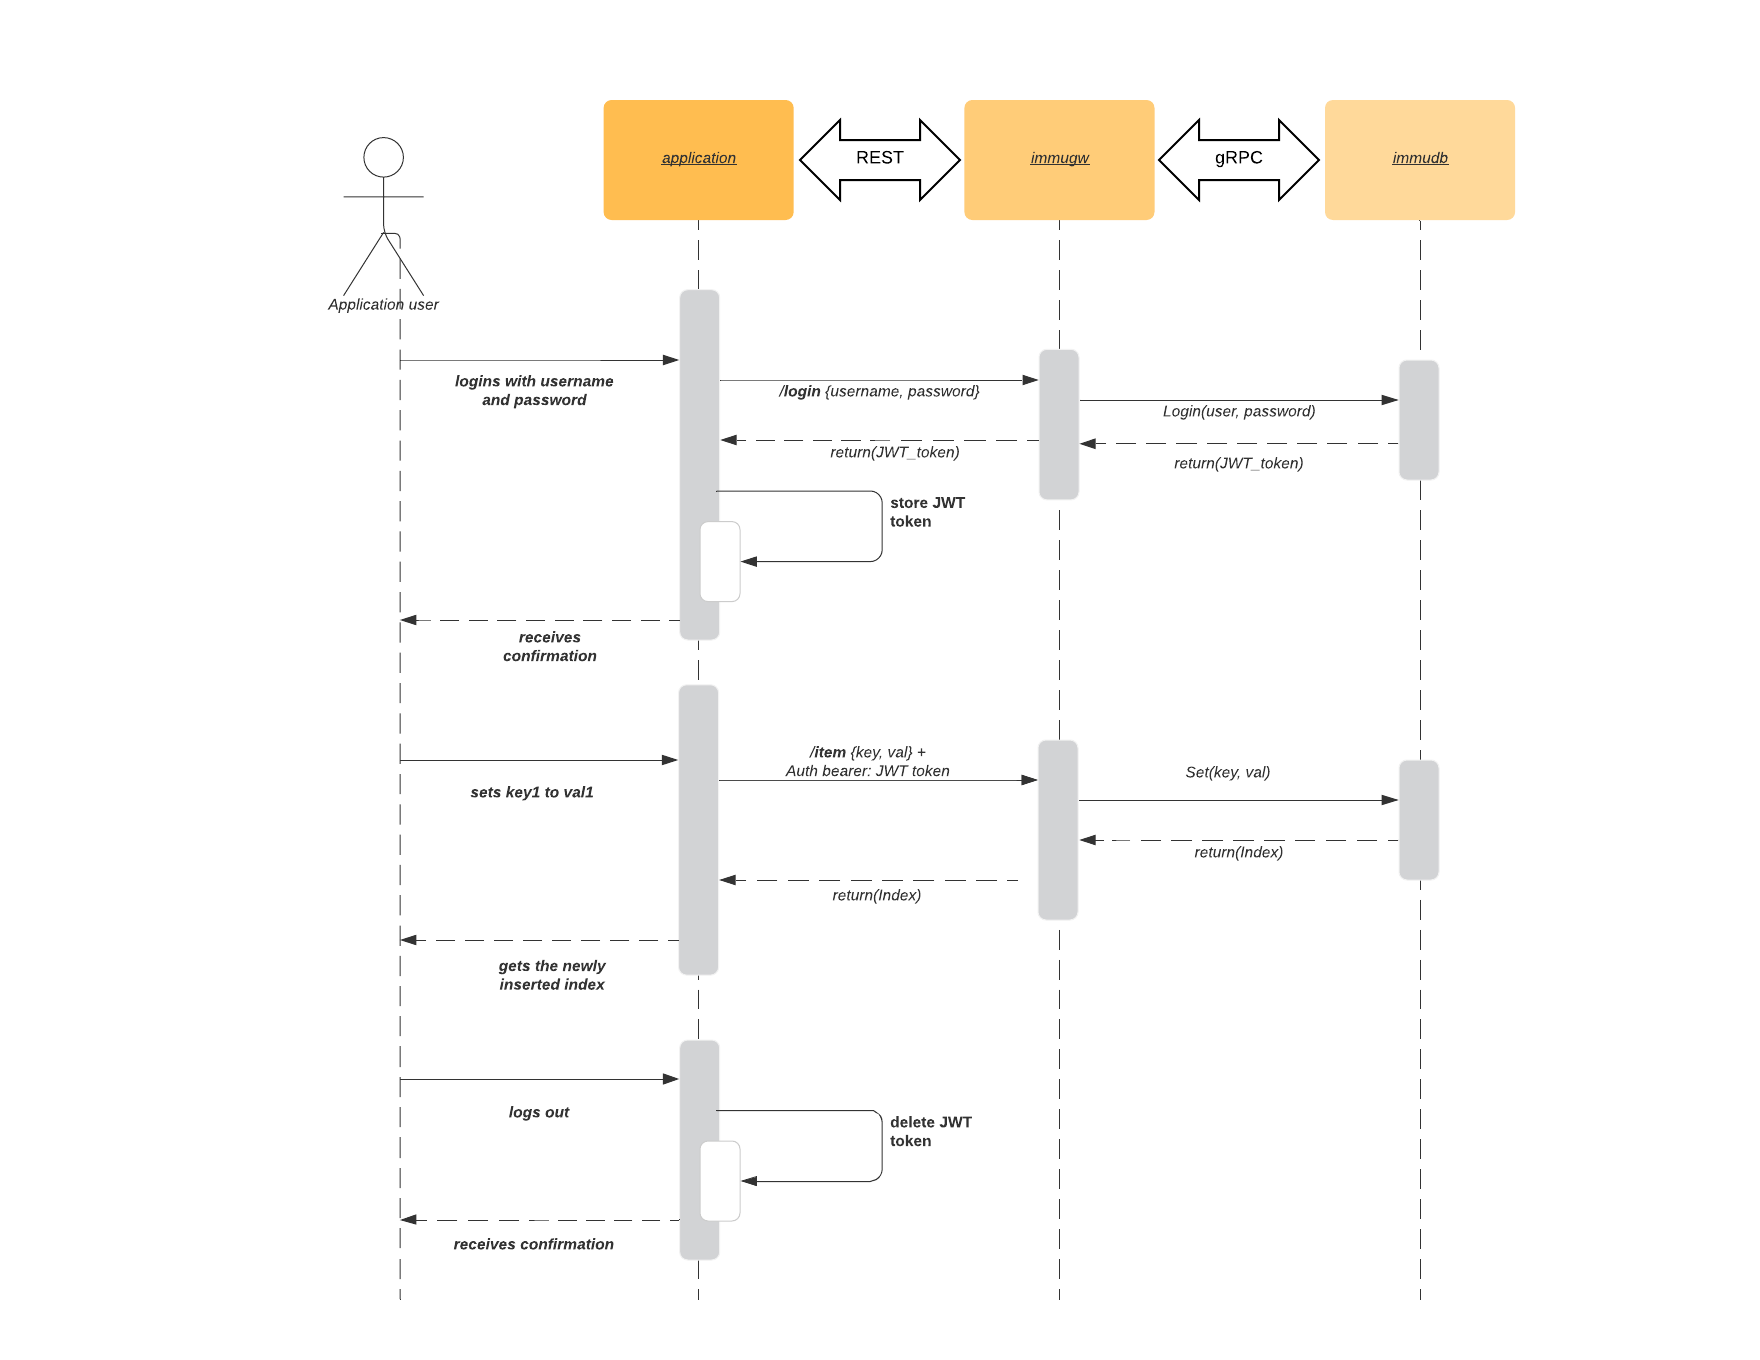 application
REST
immugw
gRPC
immudb
Application user
logins with username
and password
/login {username, password}
Login(user, password)
return(JWT_token)
return(JWT_token)
store JWT
token
receives
confirmation
/item {key, val} +
Auth bearer: JWT token
Set(key, val)
sets key1 to val1
return(Index)
return(Index)
gets the newly
inserted index
logs out
delete JWT
token
receives confirmation